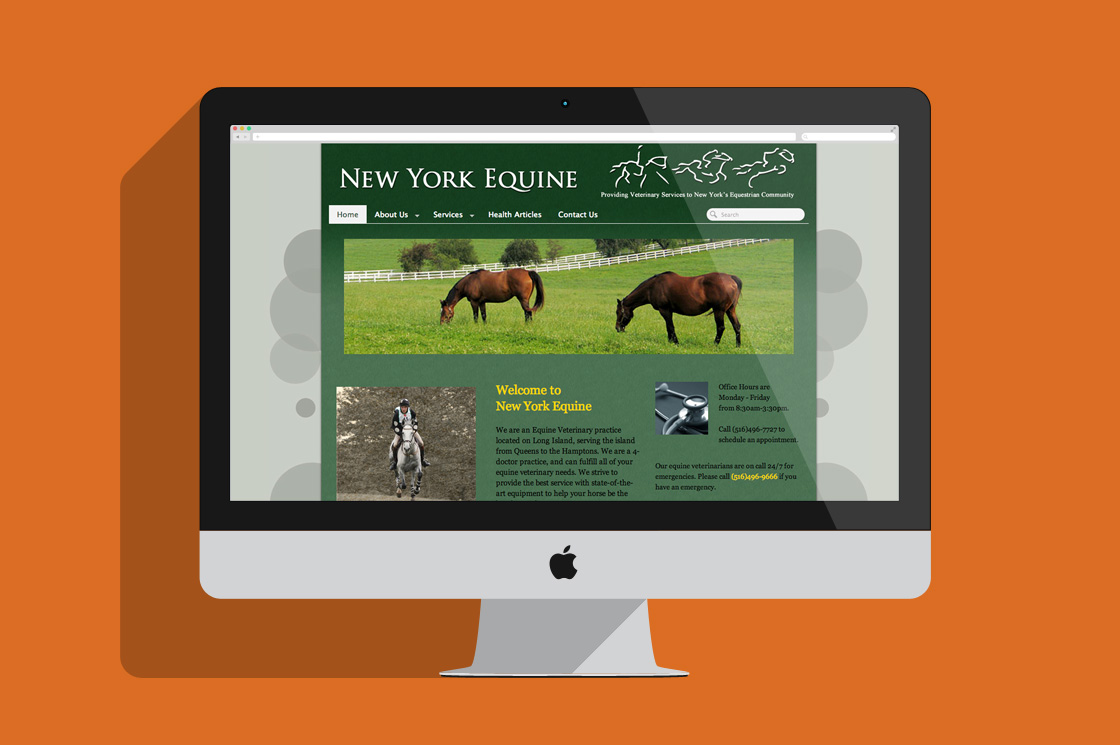 New York Equine
Providing Veterinary Services to New York's Equestrian Community
Home About Us Services Health Articles Contact Us Search
Welcome to
New York Equine
We are an Equine Veterinary practice
located on Long Island, serving the island
from Queens to the Hamptons. We are a 4-
doctor practice, and can fulfill all of your
equine veterinary needs. We strive to
provide the best service with state-of-the-
art equipment to help your horse be the
Office Hours are
Monday - Friday
from 8:30am-3:30pm.
Call (516)496-7727 to
schedule an appointment.
Our equine veterinarians are on call 24/7 for
emergencies. Please call (516)496-9666 if you
have an emergency.